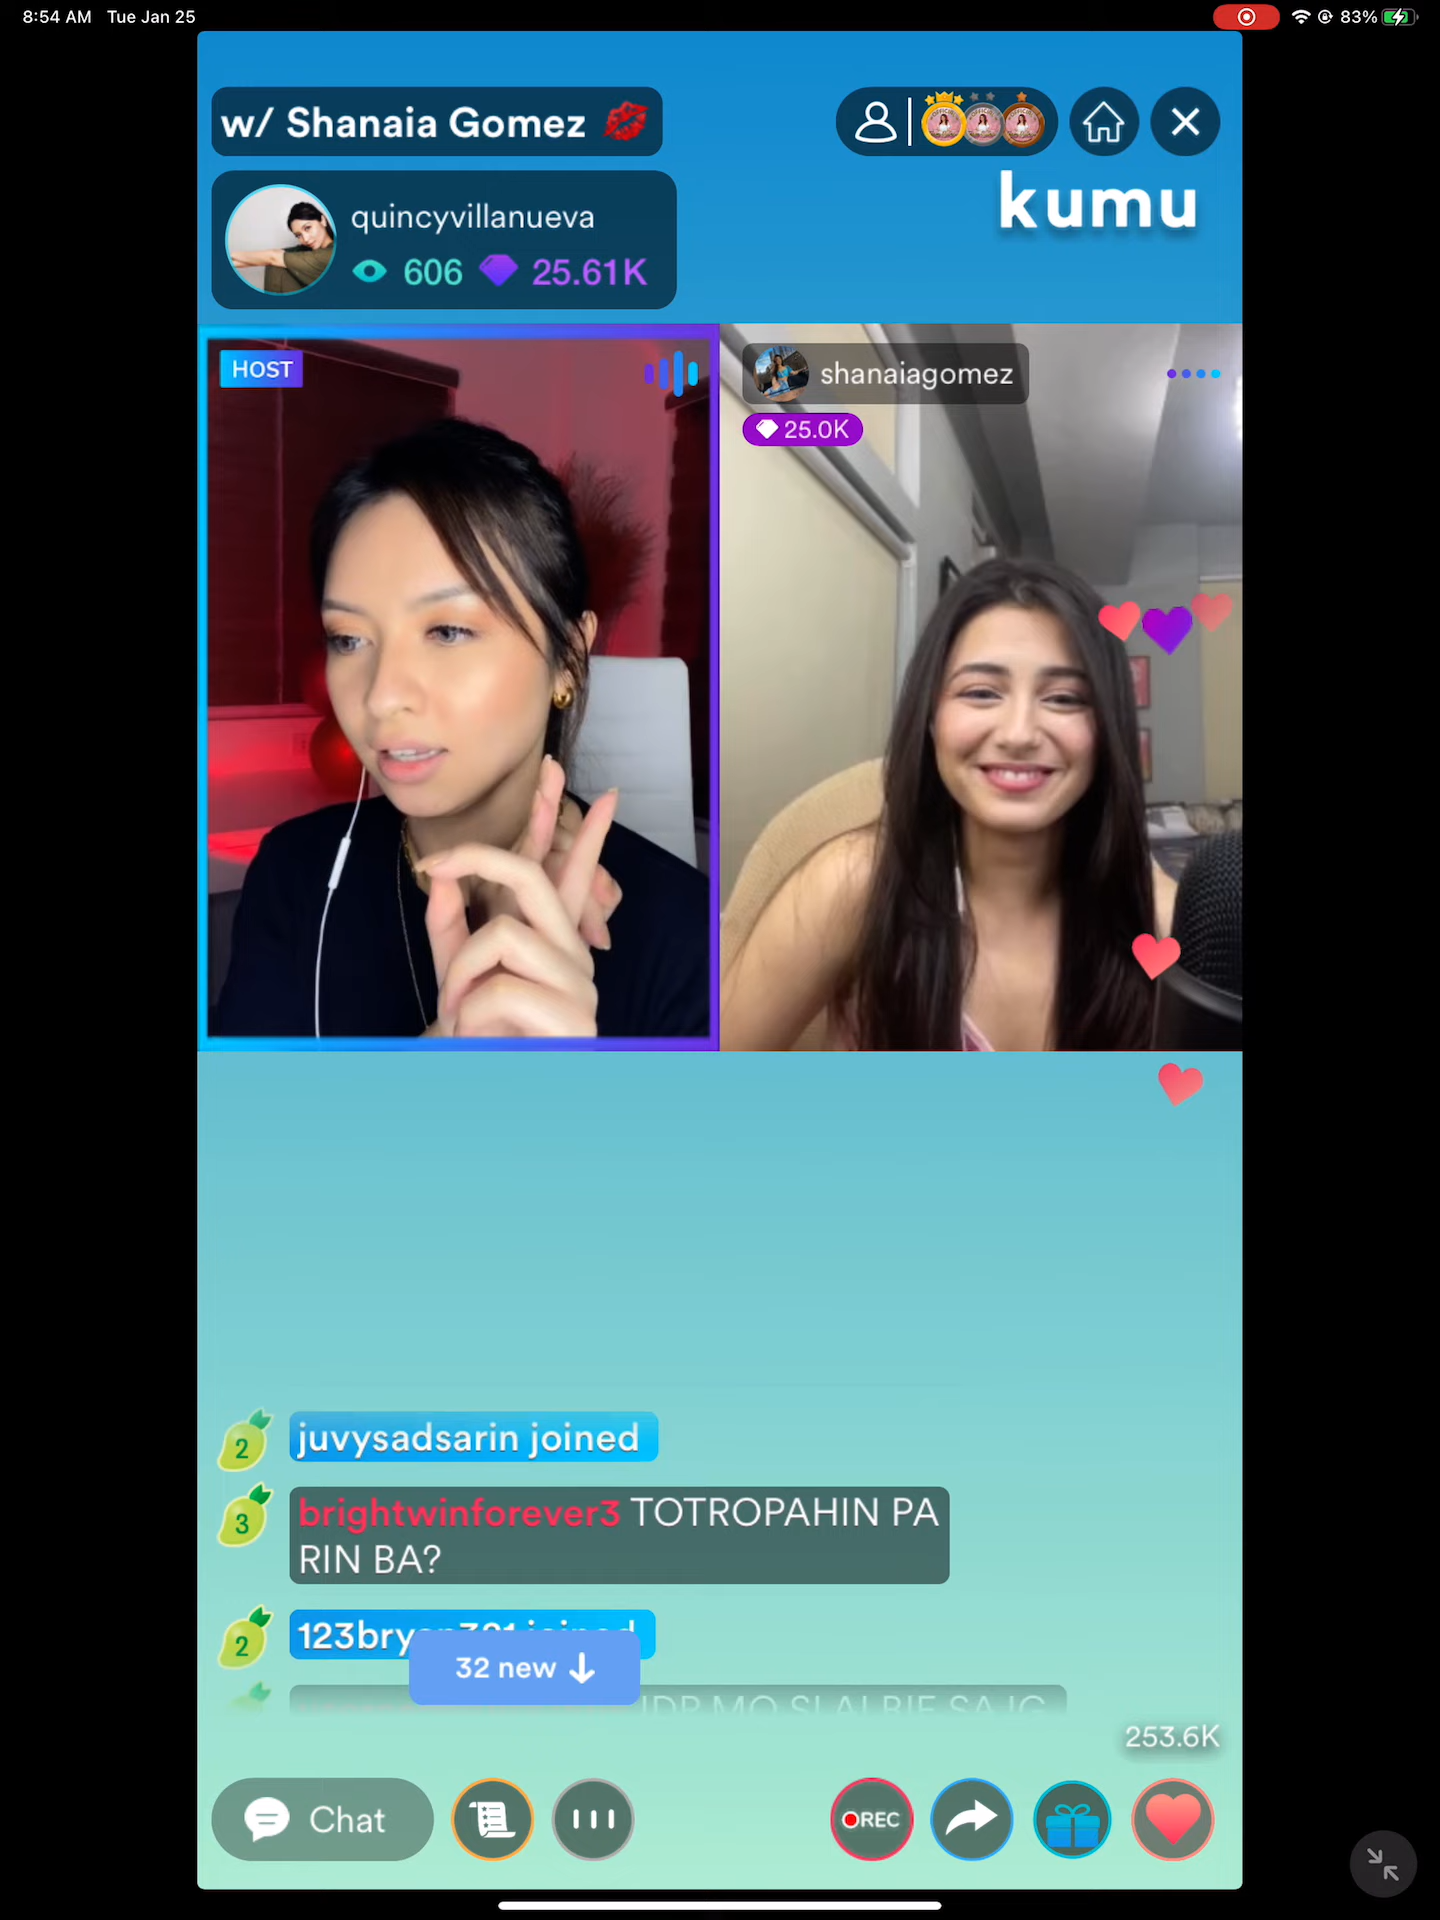 8:54 AM Tue Jan 25
83%
w/ Shanaia Gomez
kumu
quincyvillanueva
606 25.61K
HOST
shanaiagomez
25.0K
2 juvysadsarin joined
3 brightwinforever3 TOTROPAHIN PA
RIN BA?
2 joined
32 new
253.6K
Chat
REC